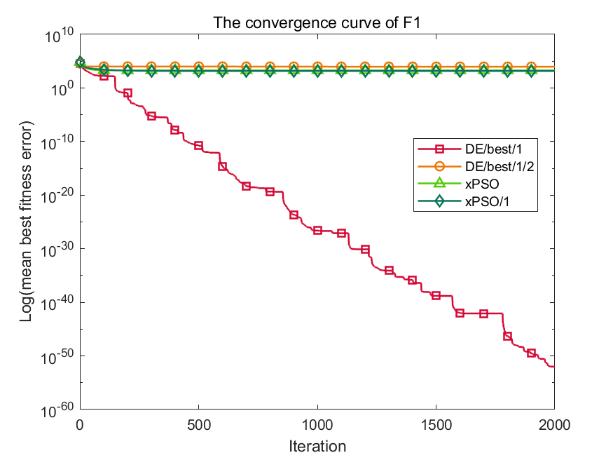 The convergence curve of F1
10^10
10^0
10^-10
10^-20
10^-30
10^-40
10^-50
10^-60
Log(mean best fitness error)
DE/best/1
DE/best/1/2
xPSO
xPSO/1
0
500
1000
1500
2000
Iteration